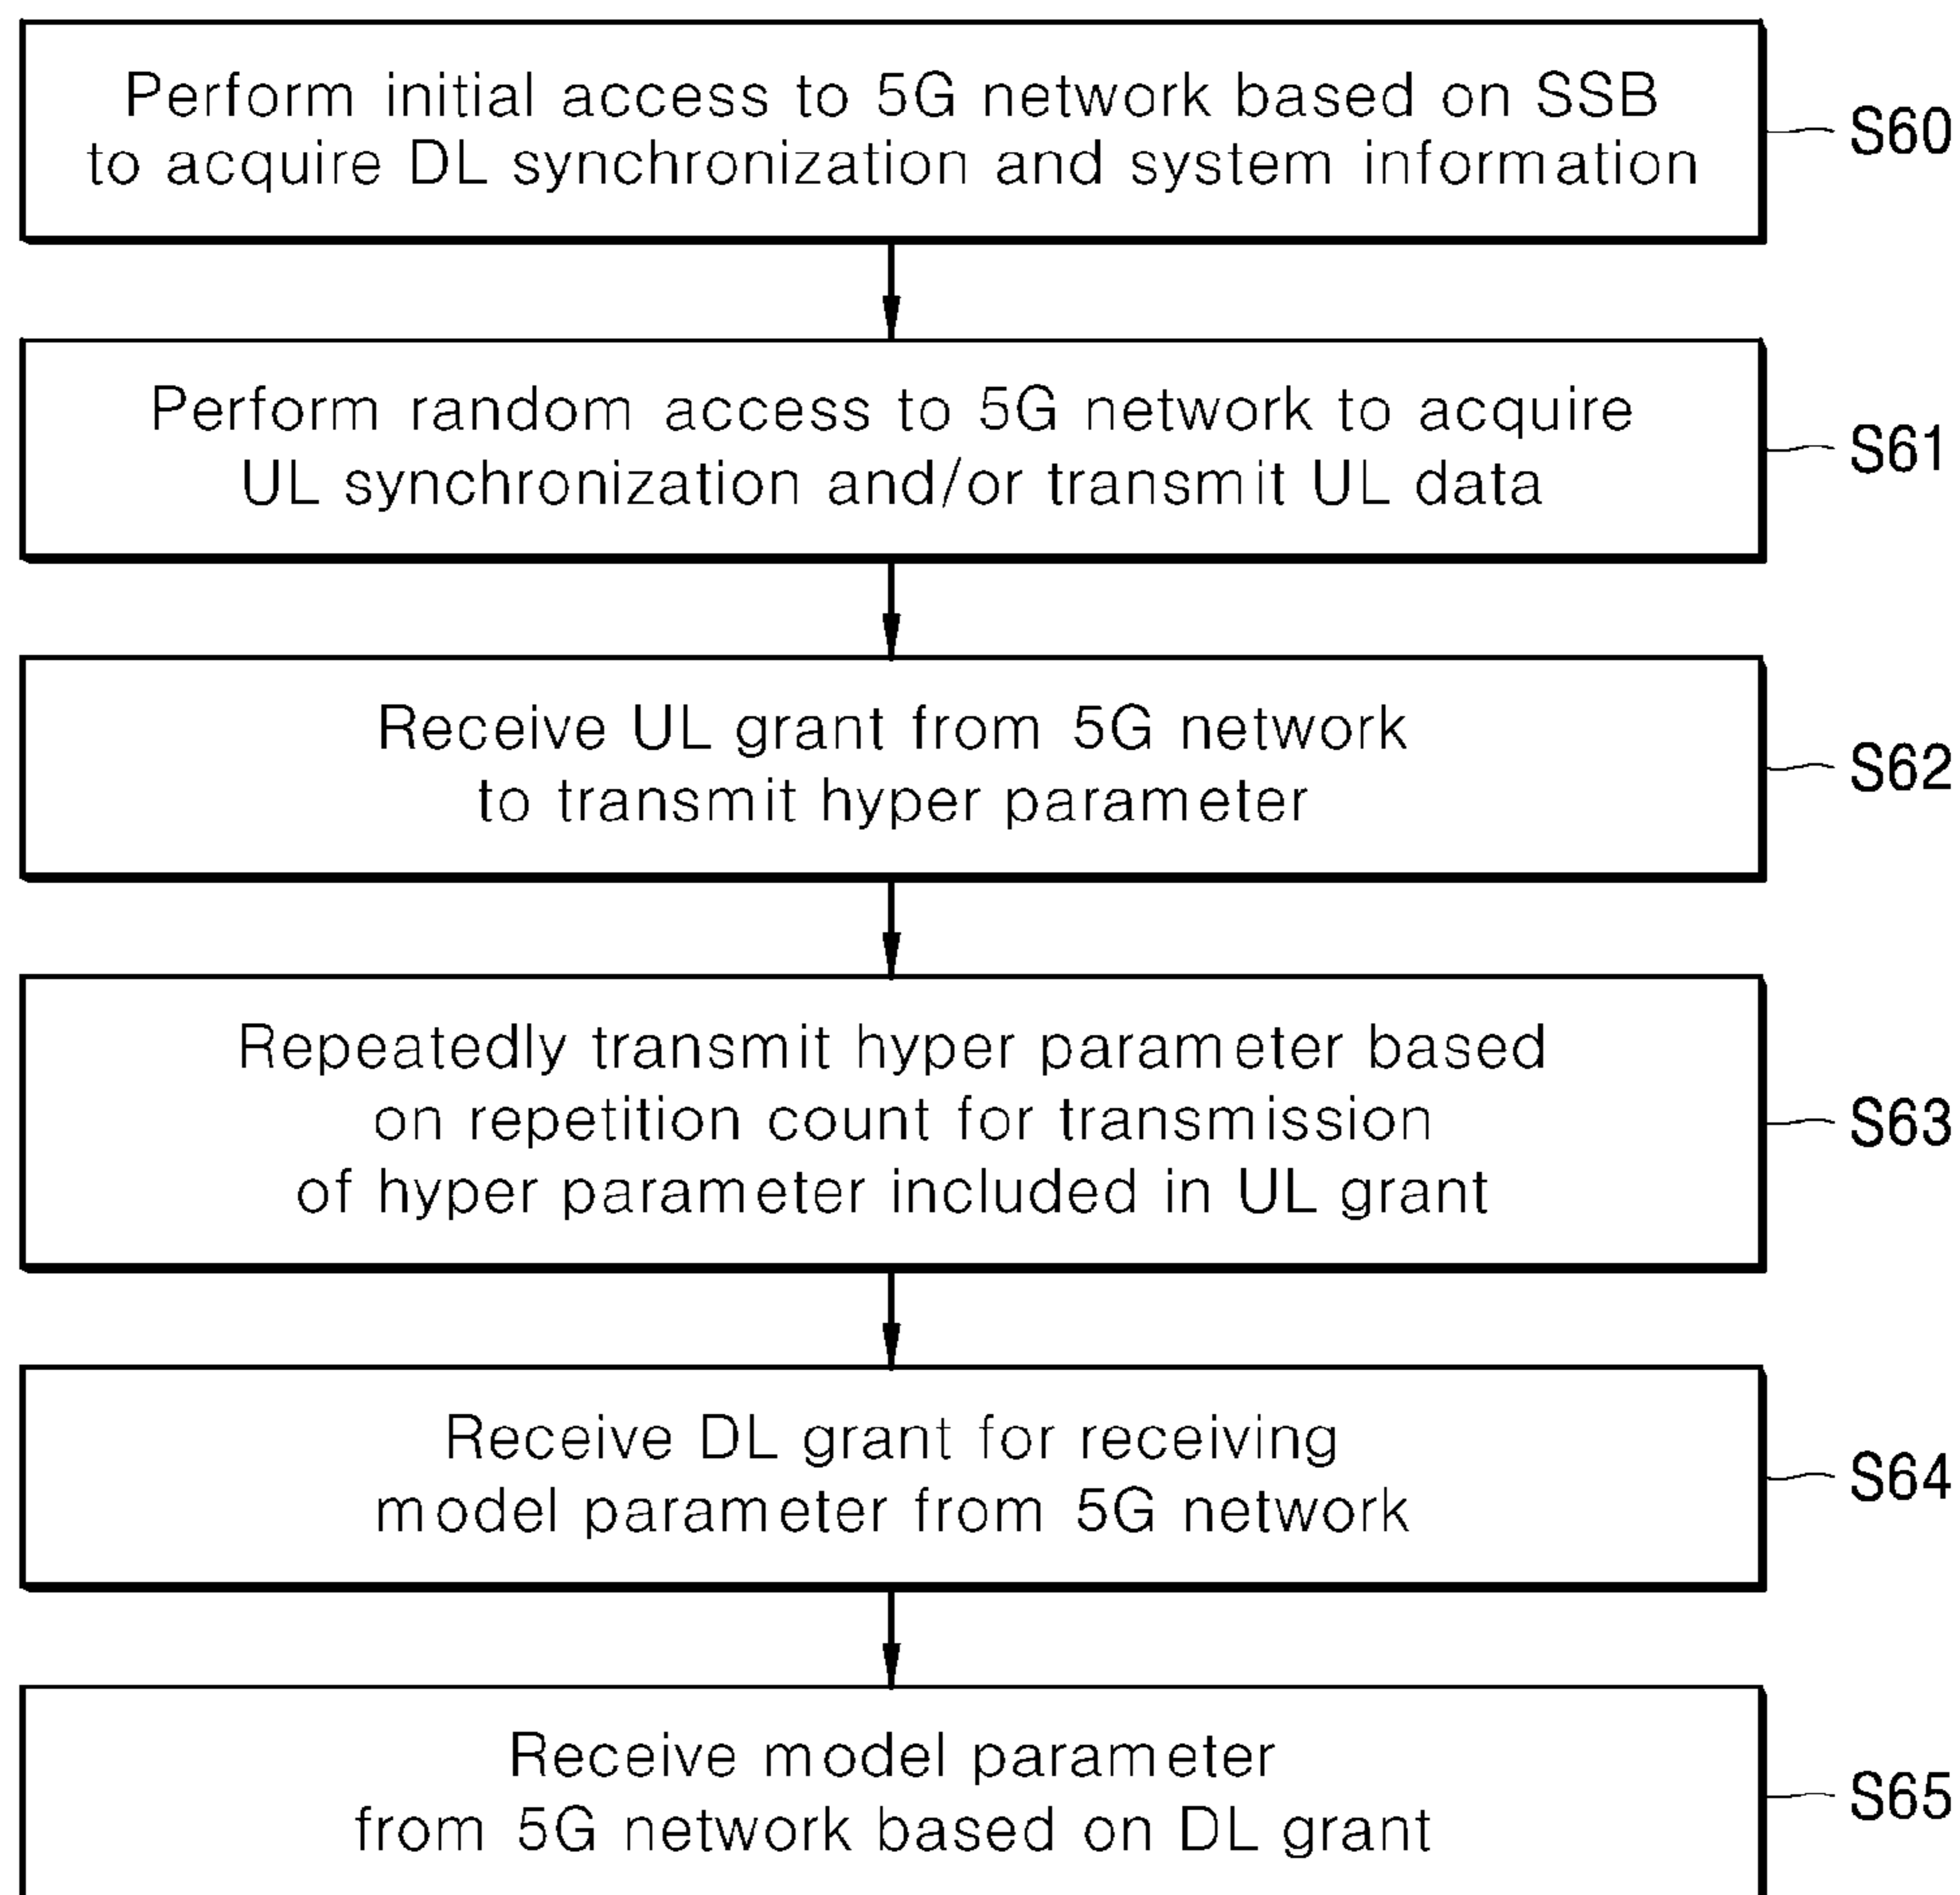 Perform initial access to 5G network based on SSB
to acquire DL synchronization and system information
S60
Perform random access to 5G network to acquire
UL synchronization and/or transmit UL data
S61
Receive UL grant from 5G network
to transmit hyper parameter
S62
Repeatedly transmit hyper parameter based
on repetition count for transmission
of hyper parameter included in UL grant
S63
Receive DL grant for receiving
model parameter from 5G network
S64
Receive model parameter
from 5G network based on DL grant
S65